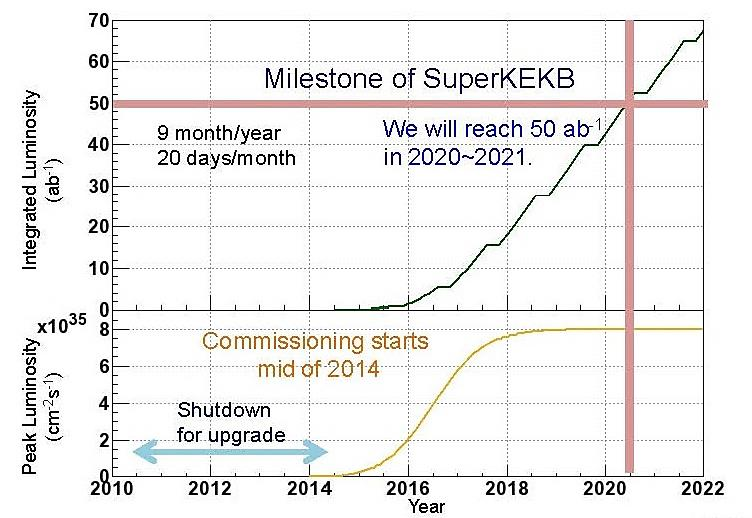 Milestone of SuperKEKB
9 month/year
20 days/month
We will reach 50 ab-1
in 2020~2021.
Integrated Luminosity
(ab-1)
70
60
50
40
30
20
10
0
x10^35
Commissioning starts
mid of 2014
Shutdown
for upgrade
Peak Luminosity
(cm-2s-1)
8
6
4
2
0
2010 2012 2014 2016 2018 2020 2022
Year